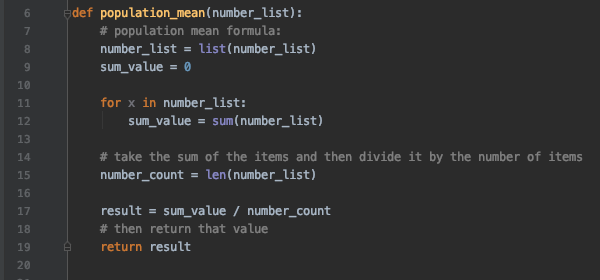 6 def population_mean(number_list):
7 # population mean formula:
8 number_list = list(number_list)
9 sum_value = 0
10
11 for x in number_list:
12 sum_value = sum(number_list)
13
14 # take the sum of the items and then divide it by the number of items
15 number_count = len(number_list)
16
17 result = sum_value / number_count
18 # then return that value
19 return result
20